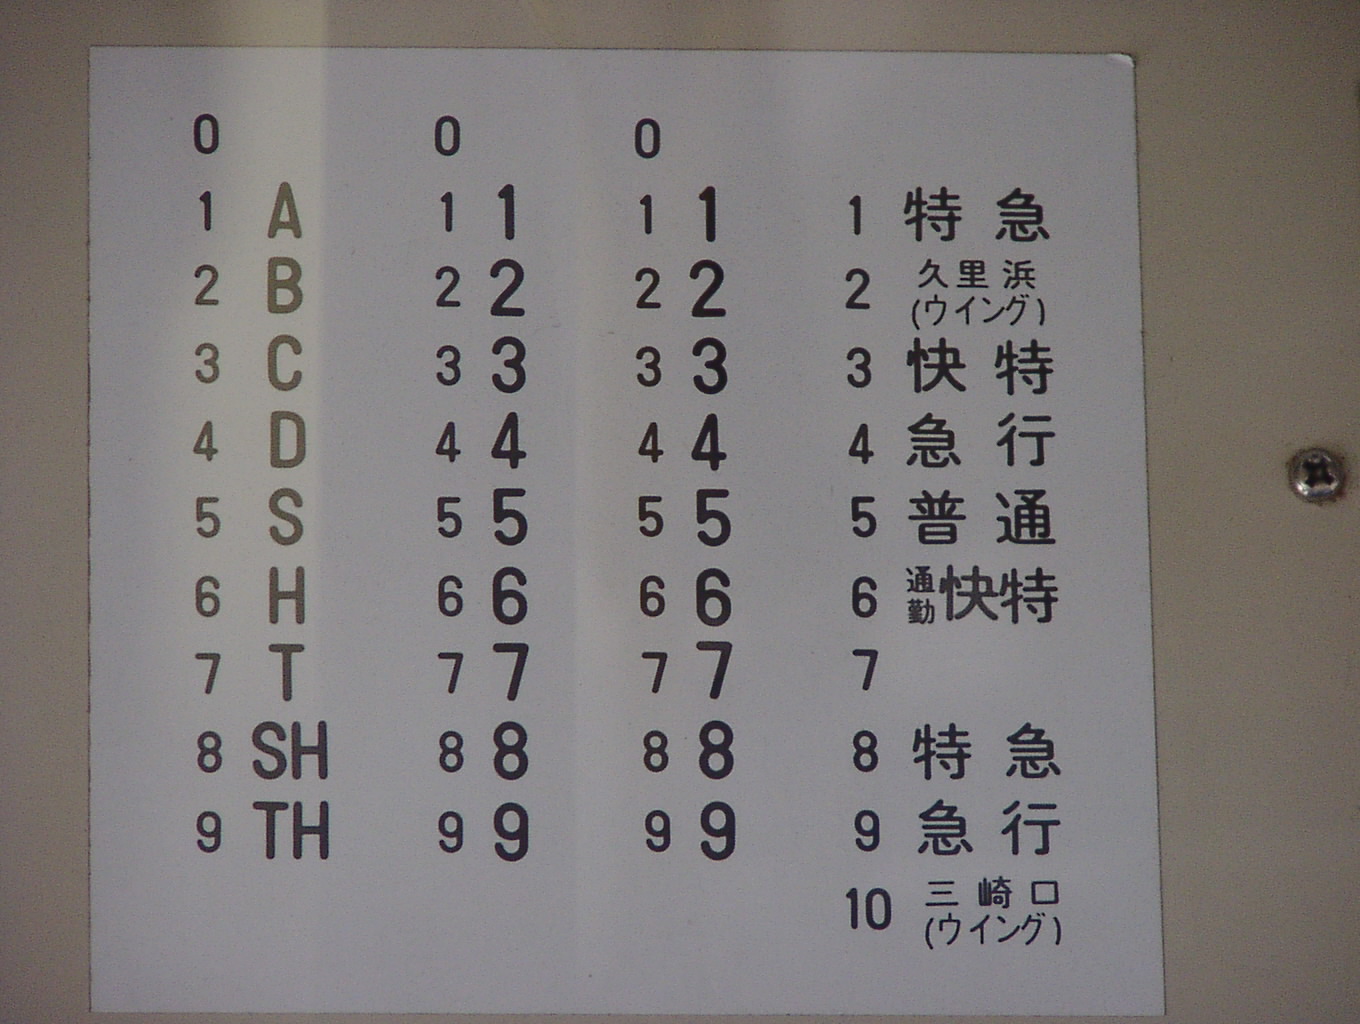 0 0 0
1 A 1 1 1 1 1 特急
2 B 2 2 2 2 2 久里浜
(ウイング)
3 C 3 3 3 3 3 快特
4 D 4 4 4 4 4 急行
5 S 5 5 5 5 5 普通
6 H 6 6 6 6 6 通勤快特
7 T 7 7 7 7 7
8 SH 8 8 8 8 8 特急
9 TH 9 9 9 9 9 急行
10 三崎口
(ウイング)